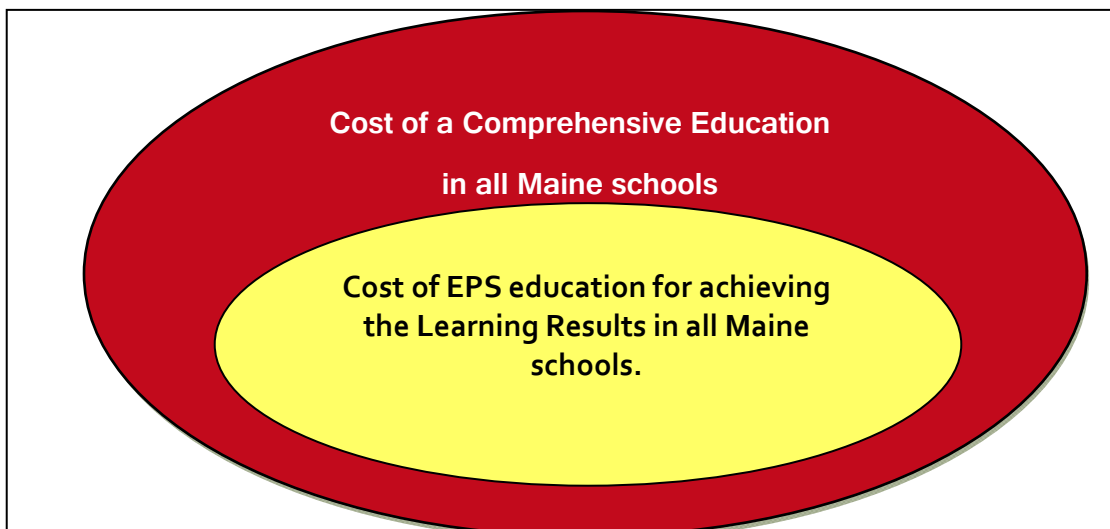 Cost of a Comprehensive Education
in all Maine schools
Cost of EPS education for achieving
the Learning Results in all Maine
schools.